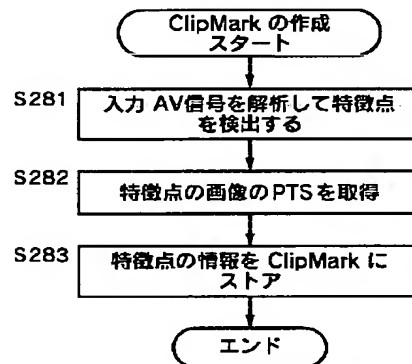 ClipMark の作成
スタート
S281
入力 AV信号を解析して特徴点
を検出する
S282
特徴点の画像のPTSを取得
S283
特徴点の情報を ClipMark に
ストア
エンド